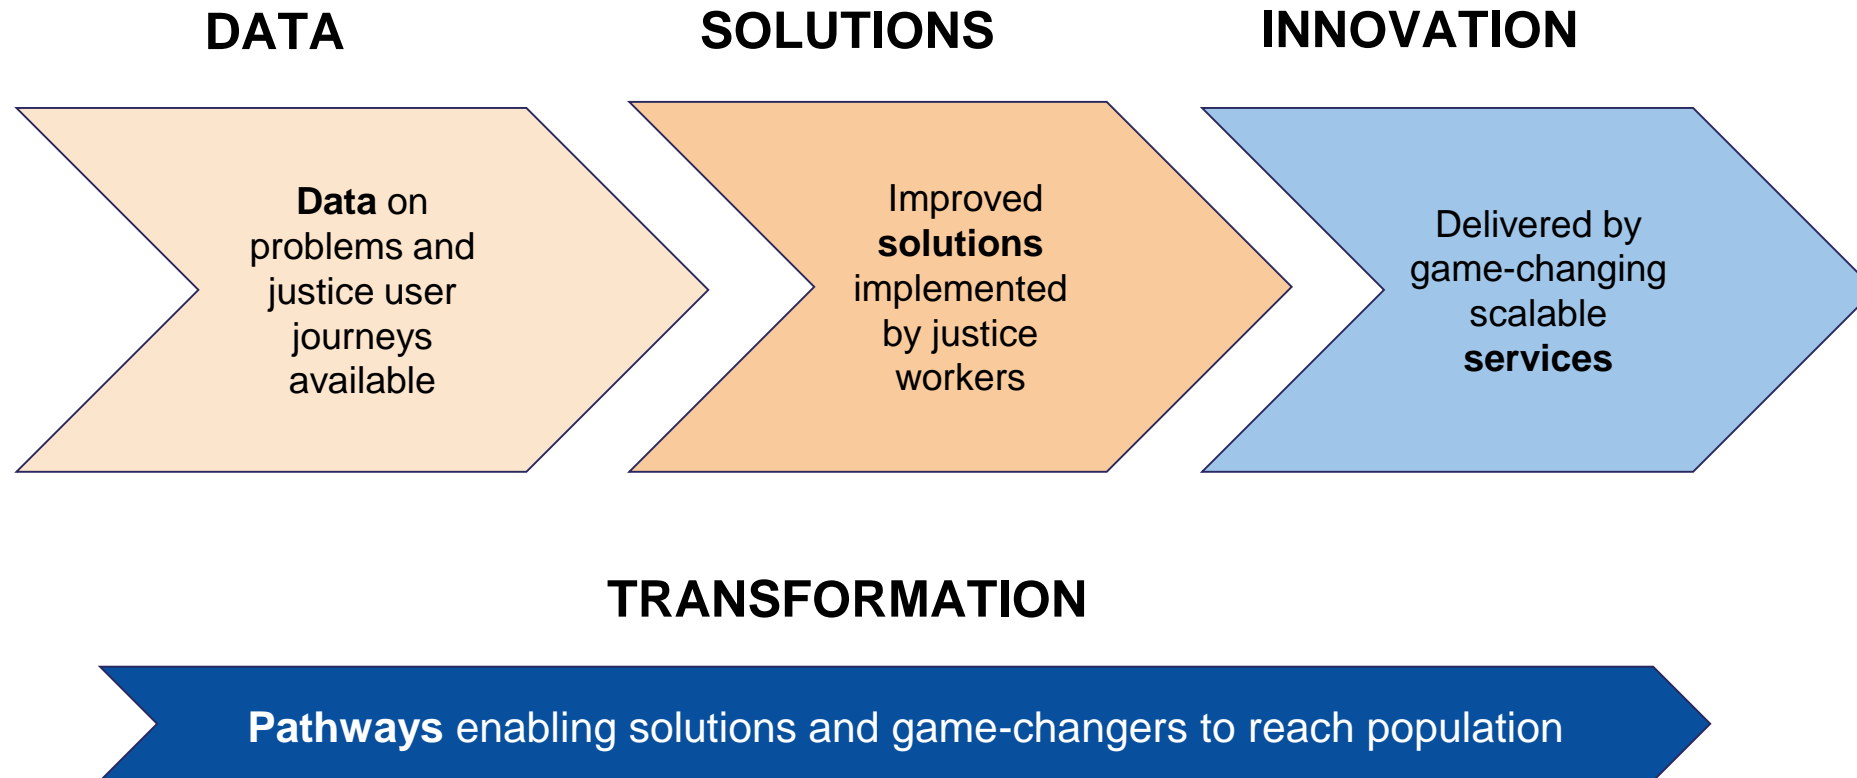 DATA
SOLUTIONS
INNOVATION
Data on
problems and
justice user
journeys
available
Improved
solutions
implemented
by justice
workers
Delivered by
game-changing
scalable
services
TRANSFORMATION
Pathways enabling solutions and game-changers to reach population